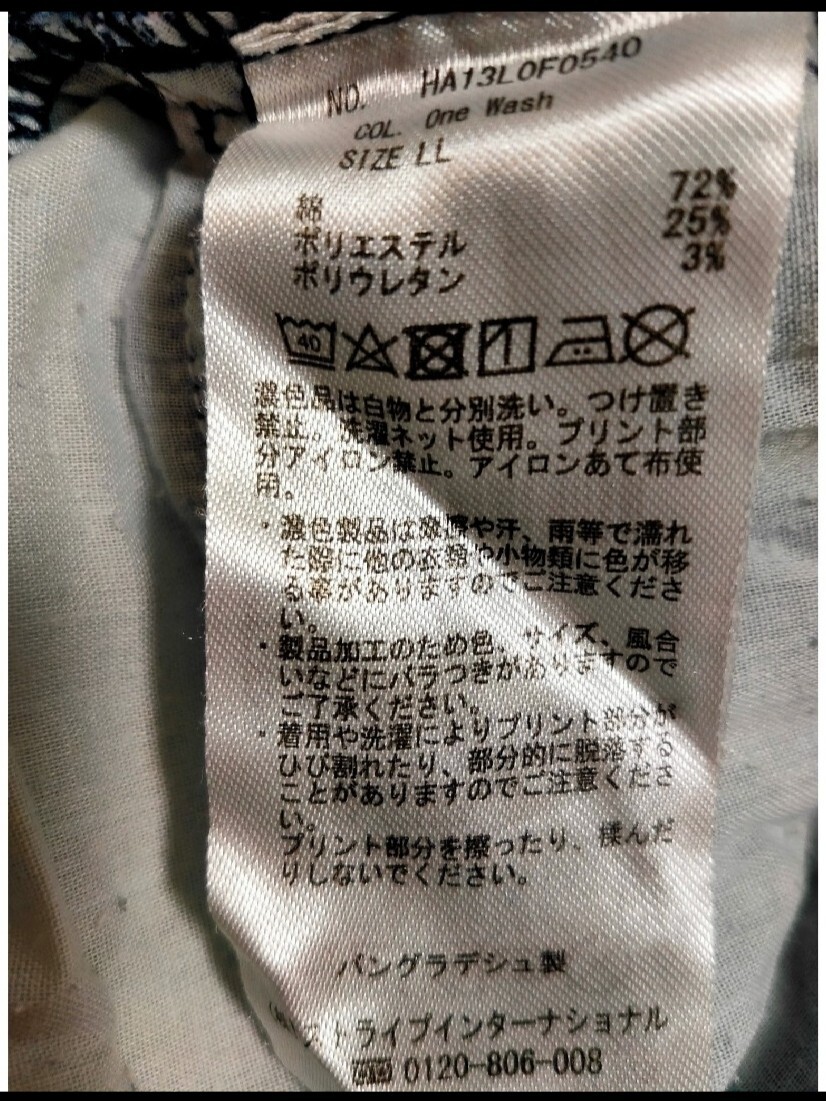 NO. HA13L0F0540
COL. One Wash
SIZE LL
綿 72%
ポリエステル 25%
ポリウレタン 3%
40
濃色品は白物と分別洗い。つけ置き
禁止。洗濯ネット使用。プリント部
分アイロン禁止。アイロンあて布使
用。
・濃色製品は摩擦や汗、雨等で濡れ
た際に他の衣類や小物類に色が移
る事がありますのでご注意くださ
い。
・製品加工のため色、サイズ、風合
いなどにバラつきがありますので
ご了承ください。
・着用や洗濯によりプリント部分が
ひび割れたり、部分的に脱落する
ことがありますのでご注意くださ
い。
プリント部分を擦ったり、揉んだ
りしないでください。
バングラデシュ製
(株)ストライプインターナショナル
0120-806-008